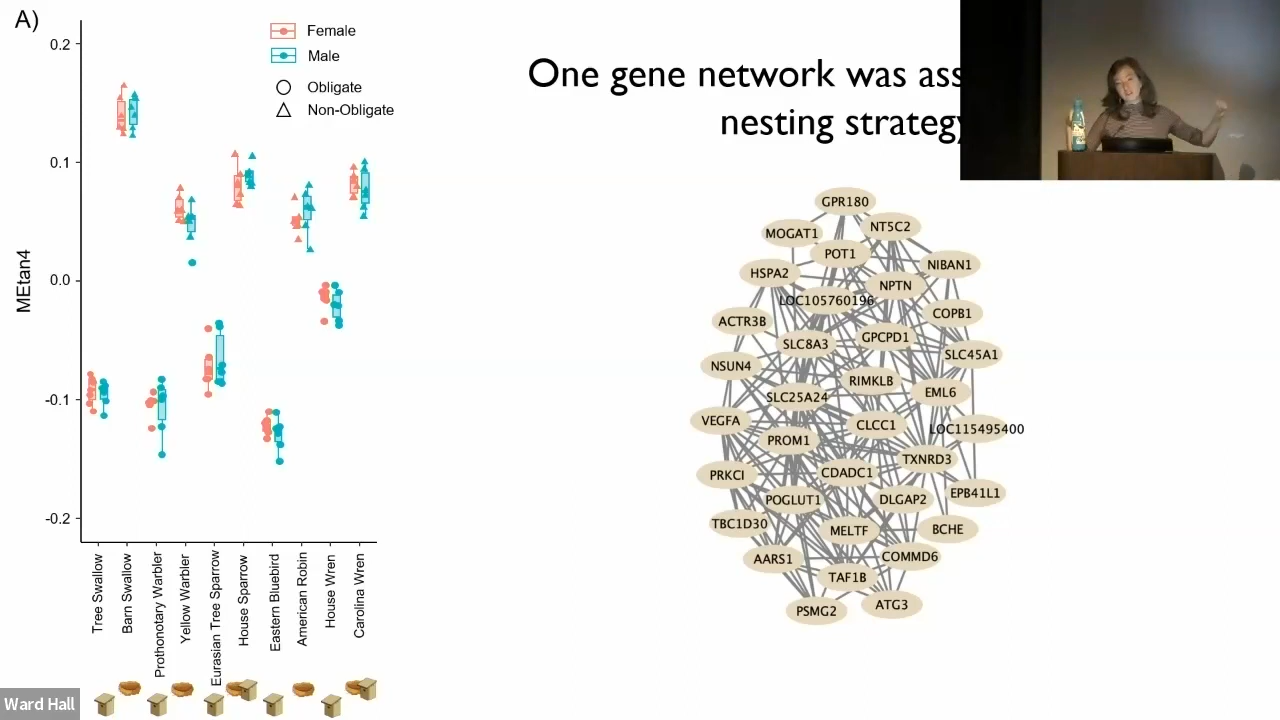 A)
Female
Male
Obligate
Non-Obligate
0.2
0.1
0.0
-0.1
-0.2
MEtan4
Tree Swallow
Barn Swallow
Prothonotary Warbler
Yellow Warbler
Eurasian Tree Sparrow
House Sparrow
Eastern Bluebird
American Robin
House Wren
Carolina Wren
Ward Hall
One gene network was ass
nesting strategy
GPR180
NT5C2
MOGAT1
POT1
NIBAN1
HSPA2
NPTN
LOC105760196
COPB1
ACTR3B
GPCPD1
SLC8A3
SLC45A1
NSUN4
RIMKLB
EML6
SLC25A24
VEGFA
CLCC1
LOC115495400
PROM1
TXNRD3
PRKCI
CDADC1
EPB41L1
POGLUT1
DLGAP2
TBC1D30
MELTF
BCHE
AARS1
COMMD6
TAF1B
PSMG2
ATG3